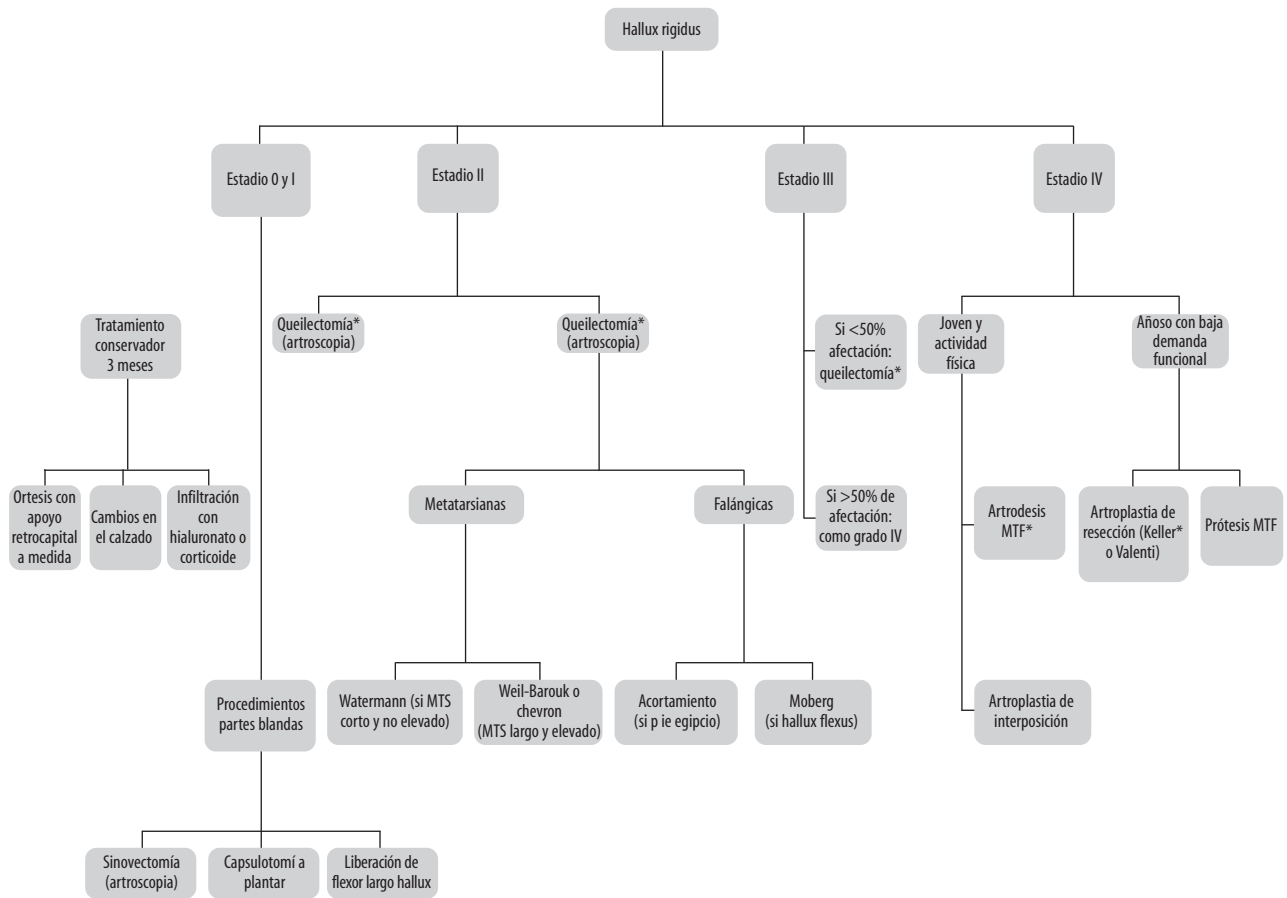 Hallux rigidus
Estadio 0 y I
Estadio II
Estadio III
Estadio IV
Tratamiento
conservador
3 meses
Queilectomía*
(artroscopia)
Queilectomía*
(artroscopia)
Si <50%
afectación:
queilectomía*
Joven y
actividad
física
Añoso con baja
demanda
funcional
Ortesis con
apoyo
retrocapital
a medida
Cambios en
el calzado
Infiltración
con
hialuronato o
corticoide
Metatarsianas
Falángicas
Si >50% de
afectación:
como grado IV
Artrodesis
MTF*
Artroplastia de
resección (Keller*
o Valenti)
Prótesis MTF
Procedimientos
partes blandas
Watermann (si MTS
corto y no elevado)
Weil-Barouk o
chevron
(MTS largo y elevado)
Acortamiento
(si p ie egipcio)
Moberg
(si hallux flexus)
Artroplastia de
interposición
Sinovectomía
(artroscopia)
Capsulotomí a
plantar
Liberación de
flexor largo hallux